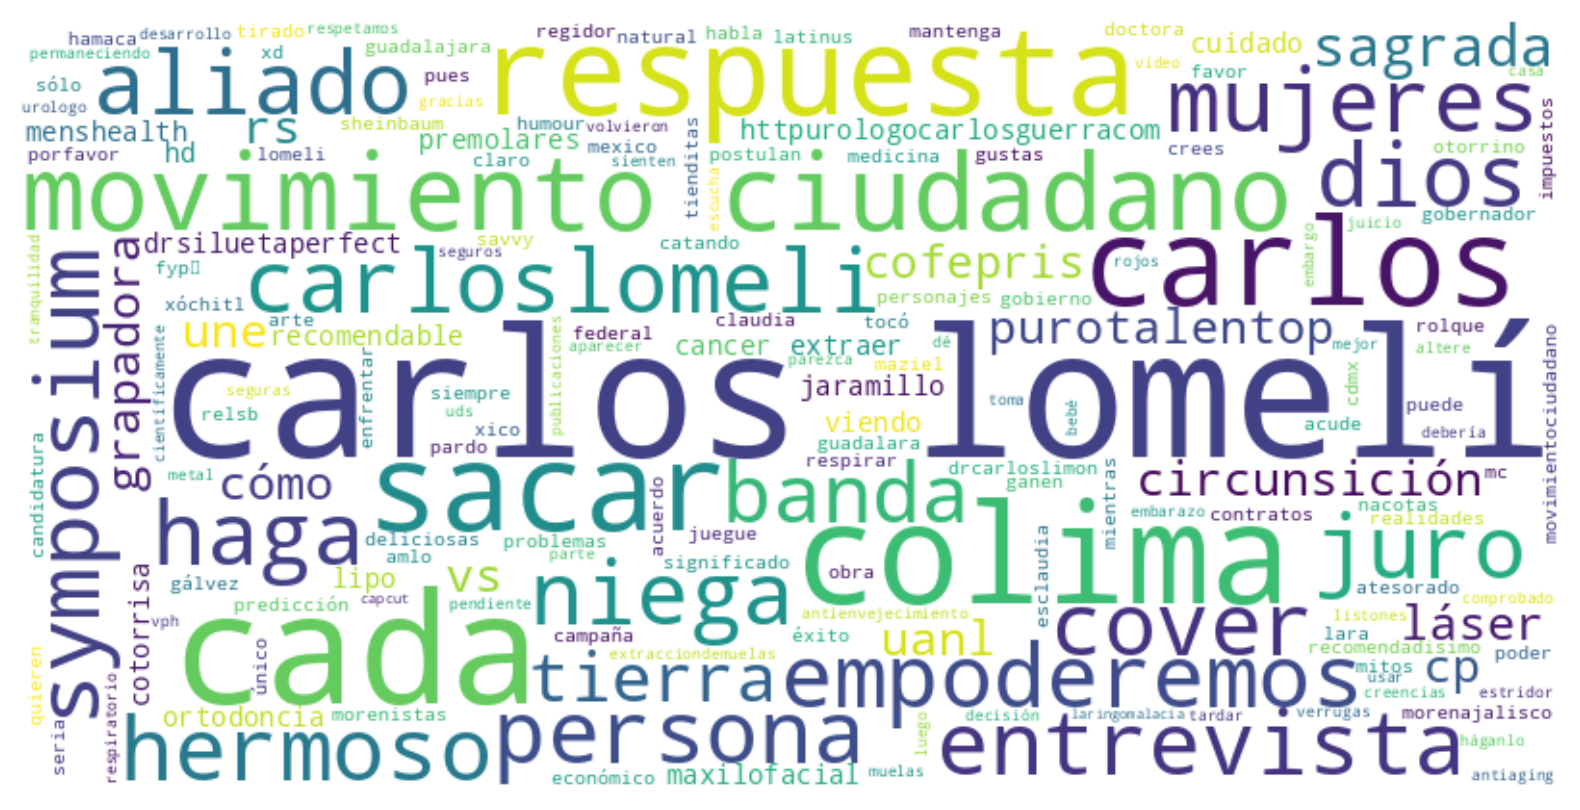 hamaca desarrollo tirado respetamos regidor natural habla latinus mantenga doctora cuidado sagrada
permaneciendo xd guadalajara aliado respuesta video favor casa
sólo pues
urologo gracias mujeres
menshealth rs sheinbaum humour volvieron httpurologocarlosguerracom
premolares mexico crees otorrino impuestos
porfavor hd lomeli claro sienten tienditas postulan medicina gustas
movimiento ciudadano dios
escucha gobernador
juicio
tranquilidad symposium grapadora drsiluetaperfect savvy catando carlos
seguros cofepris rojos embargo
fyp carloslomeli
xóchitl personajes gobierno
arte claudia tocó purotalentop rolque
une recomendable federal cancer extraer dé mejor altere
científicamente publicaciones aparecer parezca maziel movimientociudadano
carlos lomelí
seguras siempre jaramillo toma bebé cdmx puede
relsb enfrentar uds viendo acude
xico debería
pardo guadalara
candidatura metal cómo sacar respirar drcarloslimon circunsición mc
banda ganen mientras
haga acuerdo embarazo contratos nacotas
deliciosas problemas juegue colima realidades juro
amlo parte
gálvez lipo vs niega significado obra esclaudia atesorado
cotorrisa predicción capcut pendiente antienvejecimiento comprobado
vph cada cover listones láser
campaña éxito uanl lara
único extracciondemuelas recomendadisimo
tierra empoderemos mitos cp poder
quieren usar creencias estridor
respiratorio ortodoncia morenistas persona luego decisión laringomalacia tardar verrugas morenajalisco
seria hermoso entrevista háganlo
económico maxilofacial muelas antiaging